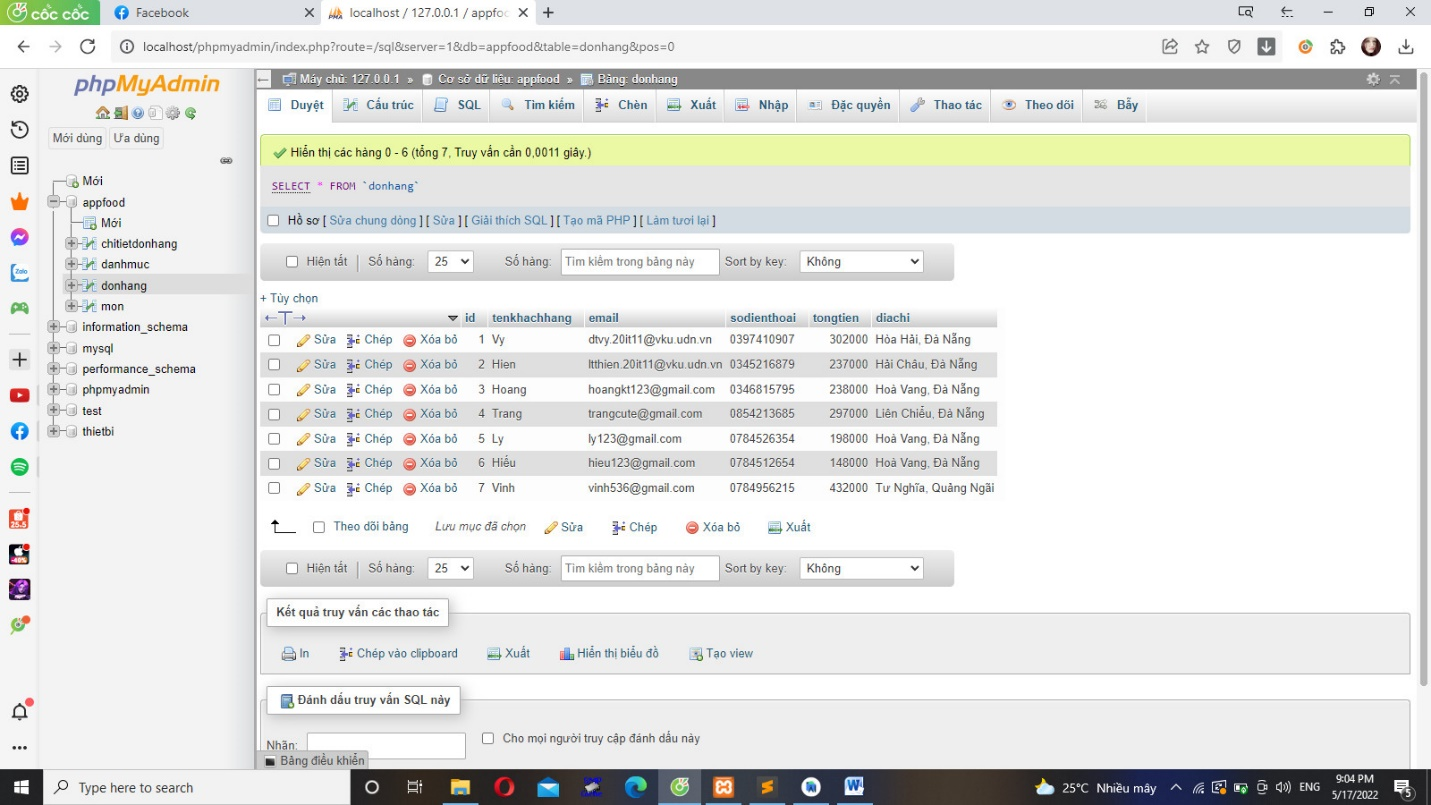 cốc cốc Facebook localhost / 127.0.0.1 / appfoo
localhost/phpmyadmin/index.php?route=/sql&server=1&db=appfood&table=donhang&pos=0
phpMyAdmin
Mới dùng Ưa dùng
Mới
appfood
Mới
chitietdonhang
danhmuc
donhang
mon
information_schema
mysql
performance_schema
phpmyadmin
test
thietbi
Zalo
25.5
Máy chủ: 127.0.0.1 » Cơ sở dữ liệu: appfood » Bảng: donhang
Duyệt Cấu trúc SQL Tìm kiếm Chèn Xuất Nhập Đặc quyền Thao tác Theo dõi Bẫy
Hiển thị các hàng 0 - 6 (tổng 7, Truy vấn cần 0,0011 giây.)
SELECT * FROM `donhang`
Hồ sơ [ Sửa chung dòng ] [ Sửa ] [ Giải thích SQL ] [ Tạo mã PHP ] [ Làm tươi lại ]
Hiện tất Số hàng: 25 Số hàng: Tìm kiếm trong bảng này Sort by key: Không
+ Tùy chọn
←T→ id tenkhachhang email sodienthoai tongtien diachi
Sửa Chép Xóa bỏ 1 Vy dtvy.20it11@vku.udn.vn 0397410907 302000 Hòa Hải, Đà Nẵng
Sửa Chép Xóa bỏ 2 Hien ltthien.20it11@vku.udn.vn 0345216879 237000 Hải Châu, Đà Nẵng
Sửa Chép Xóa bỏ 3 Hoang hoangkt123@gmail.com 0346815795 238000 Hoà Vang, Đà Nẵng
Sửa Chép Xóa bỏ 4 Trang trangcute@gmail.com 0854213685 297000 Liên Chiểu, Đà Nẵng
Sửa Chép Xóa bỏ 5 Ly ly123@gmail.com 0784526354 198000 Hoà Vang, Đà Nẵng
Sửa Chép Xóa bỏ 6 Hiếu hieu123@gmail.com 0784512654 148000 Hoà Vang, Đà Nẵng
Sửa Chép Xóa bỏ 7 Vinh vinh536@gmail.com 0784956215 432000 Tư Nghĩa, Quảng Ngãi
Theo dõi bảng Lưu mục đã chọn Sửa Chép Xóa bỏ Xuất
Hiện tất Số hàng: 25 Số hàng: Tìm kiếm trong bảng này Sort by key: Không
Kết quả truy vấn các thao tác
In Chép vào clipboard Xuất Hiển thị biểu đồ Tạo view
Đánh dấu truy vấn SQL này
Nhãn: Cho mọi người truy cập đánh dấu này
Bảng điều khiển
Type here to search 25°C Nhiều mây ENG 9:04 PM
5/17/2022 5